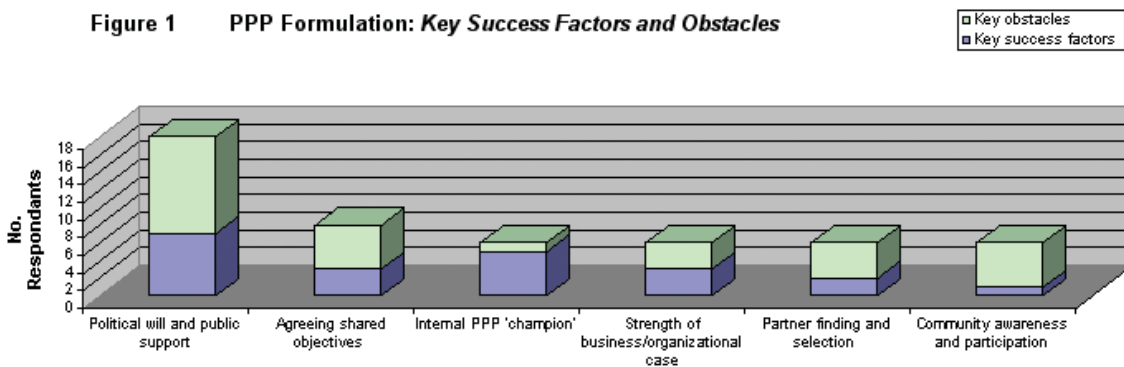 Figure 1 PPP Formulation: Key Success Factors and Obstacles
Key obstacles
Key success factors
No.
Respondants
18
16
14
12
10
8
6
4
2
0
Political will and public
support
Agreeing shared
objectives
Internal PPP 'champion'
Strength of
business/organizational
case
Partner finding and
selection
Community awareness
and participation